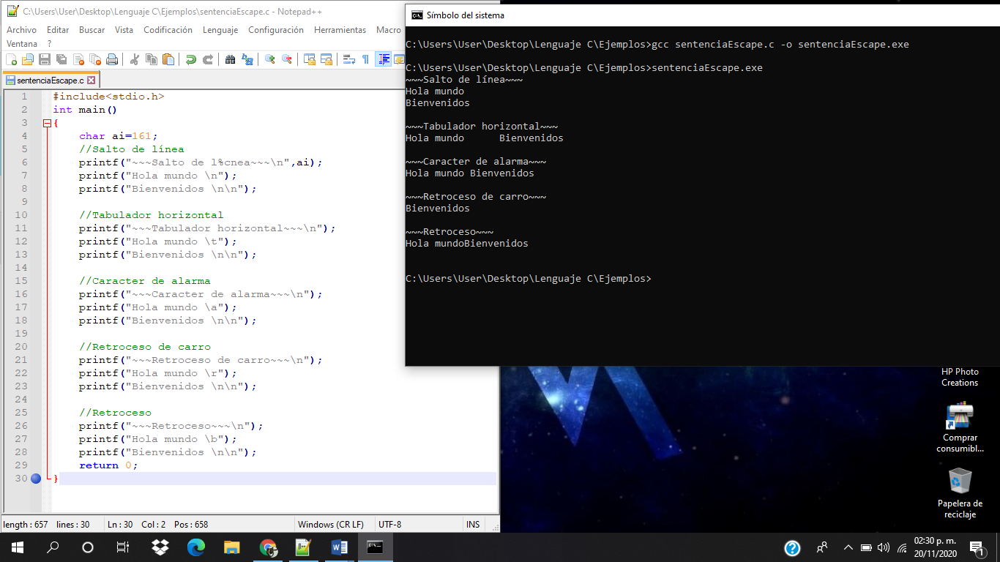 C:\Users\User\Desktop\Lenguaje C\Ejemplos\sentenciaEscape.c - Notepad++
Archivo Editar Buscar Vista Codificación Lenguaje Configuración Herramientas Macro
Ventana ?
sentenciaEscape.c
1 #include<stdio.h>
2 int main()
3 {
4 char ai=161;
5 //Salto de línea
6 printf("~~~Salto de l%cnea~~~\n",ai);
7 printf("Hola mundo \n");
8 printf("Bienvenidos \n\n");
9
10 //Tabulador horizontal
11 printf("~~~Tabulador horizontal~~~\n");
12 printf("Hola mundo \t");
13 printf("Bienvenidos \n\n");
14
15 //Caracter de alarma
16 printf("~~~Caracter de alarma~~~\n");
17 printf("Hola mundo \a");
18 printf("Bienvenidos \n\n");
19
20 //Retroceso de carro
21 printf("~~~Retroceso de carro~~~\n");
22 printf("Hola mundo \r");
23 printf("Bienvenidos \n\n");
24
25 //Retroceso
26 printf("~~~Retroceso~~~\n");
27 printf("Hola mundo \b");
28 printf("Bienvenidos \n\n");
29 return 0;
30 }
length : 657 lines : 30 Ln : 30 Col : 2 Pos : 658 Windows (CR LF) UTF-8 INS
Símbolo del sistema
C:\Users\User\Desktop\Lenguaje C\Ejemplos>gcc sentenciaEscape.c -o sentenciaEscape.exe
C:\Users\User\Desktop\Lenguaje C\Ejemplos>sentenciaEscape.exe
~~~Salto de línea~~~
Hola mundo
Bienvenidos
~~~Tabulador horizontal~~~
Hola mundo Bienvenidos
~~~Caracter de alarma~~~
Hola mundo Bienvenidos
~~~Retroceso de carro~~~
Bienvenidos
~~~Retroceso~~~
Hola mundoBienvenidos
C:\Users\User\Desktop\Lenguaje C\Ejemplos>
HP Photo
Creations
Comprar
consumibl...
Papelera de
reciclaje
02:30 p. m.
20/11/2020
1